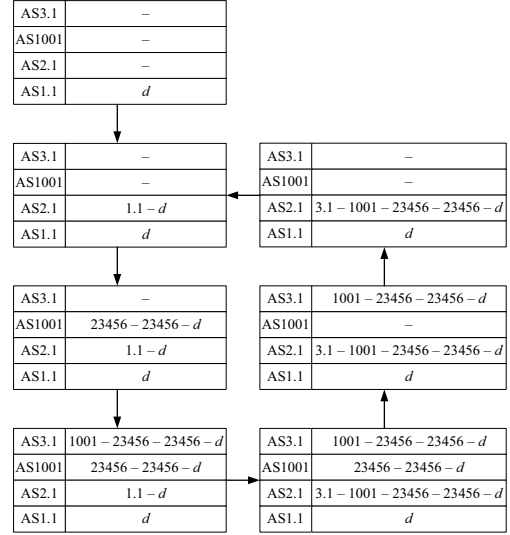 AS3.1 –
AS1001 –
AS2.1 –
AS1.1 d
AS3.1 –
AS1001 –
AS2.1 1.1 – d
AS1.1 d
AS3.1 –
AS1001 –
AS2.1 3.1 – 1001 – 23456 – 23456 – d
AS1.1 d
AS3.1 –
AS1001 23456 – 23456 – d
AS2.1 1.1 – d
AS1.1 d
AS3.1 1001 – 23456 – 23456 – d
AS1001 –
AS2.1 3.1 – 1001 – 23456 – 23456 – d
AS1.1 d
AS3.1 1001 – 23456 – 23456 – d
AS1001 23456 – 23456 – d
AS2.1 1.1 – d
AS1.1 d
AS3.1 1001 – 23456 – 23456 – d
AS1001 23456 – 23456 – d
AS2.1 3.1 – 1001 – 23456 – 23456 – d
AS1.1 d